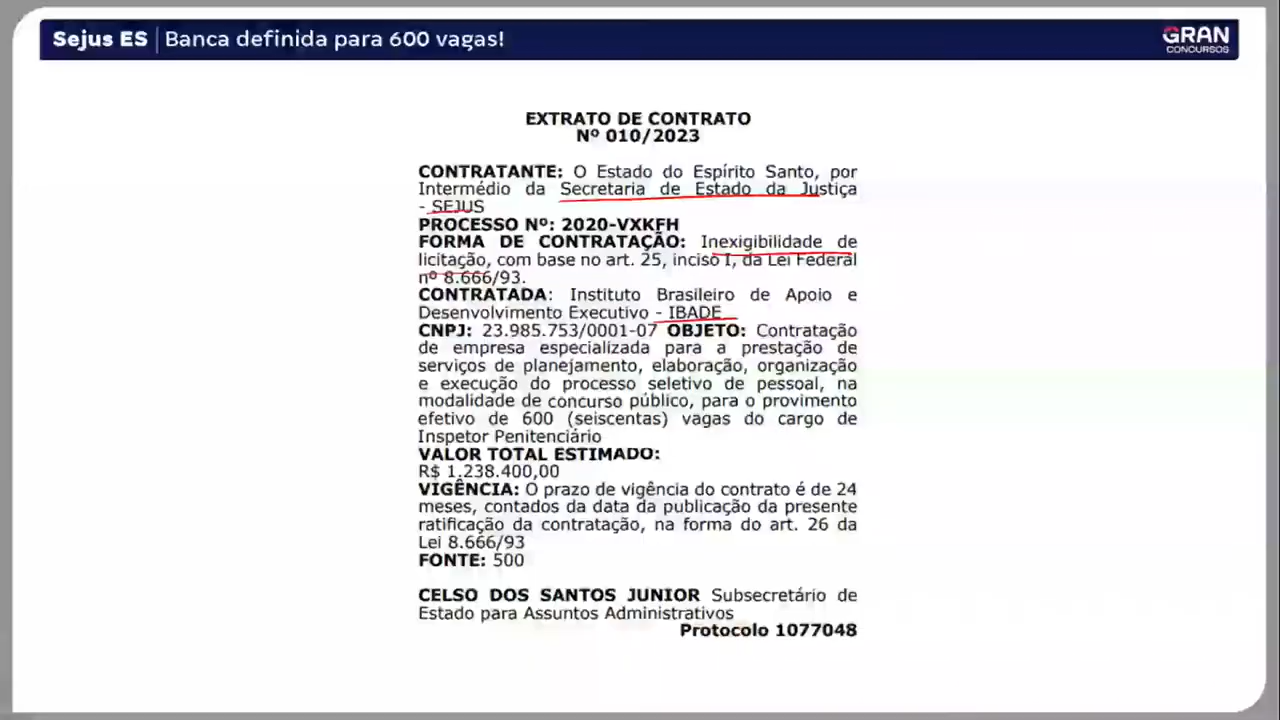 Sejus ES | Banca definida para 600 vagas!
GRAN
CONCURSOS
EXTRATO DE CONTRATO
Nº 010/2023
CONTRATANTE: O Estado do Espírito Santo, por
Intermédio da Secretaria de Estado da Justiça
- SEJUS
PROCESSO Nº: 2020-VXKFH
FORMA DE CONTRATAÇÃO: Inexigibilidade de
licitação, com base no art. 25, inciso I, da Lei Federal
nº 8.666/93.
CONTRATADA: Instituto Brasileiro de Apoio e
Desenvolvimento Executivo - IBADE
CNPJ: 23.985.753/0001-07 OBJETO: Contratação
de empresa especializada para a prestação de
serviços de planejamento, elaboração, organização
e execução do processo seletivo de pessoal, na
modalidade de concurso público, para o provimento
efetivo de 600 (seiscentas) vagas do cargo de
Inspetor Penitenciário
VALOR TOTAL ESTIMADO:
R$ 1.238.400,00
VIGÊNCIA: O prazo de vigência do contrato é de 24
meses, contados da data da publicação da presente
ratificação da contratação, na forma do art. 26 da
Lei 8.666/93
FONTE: 500
CELSO DOS SANTOS JUNIOR Subsecretário de
Estado para Assuntos Administrativos
Protocolo 1077048